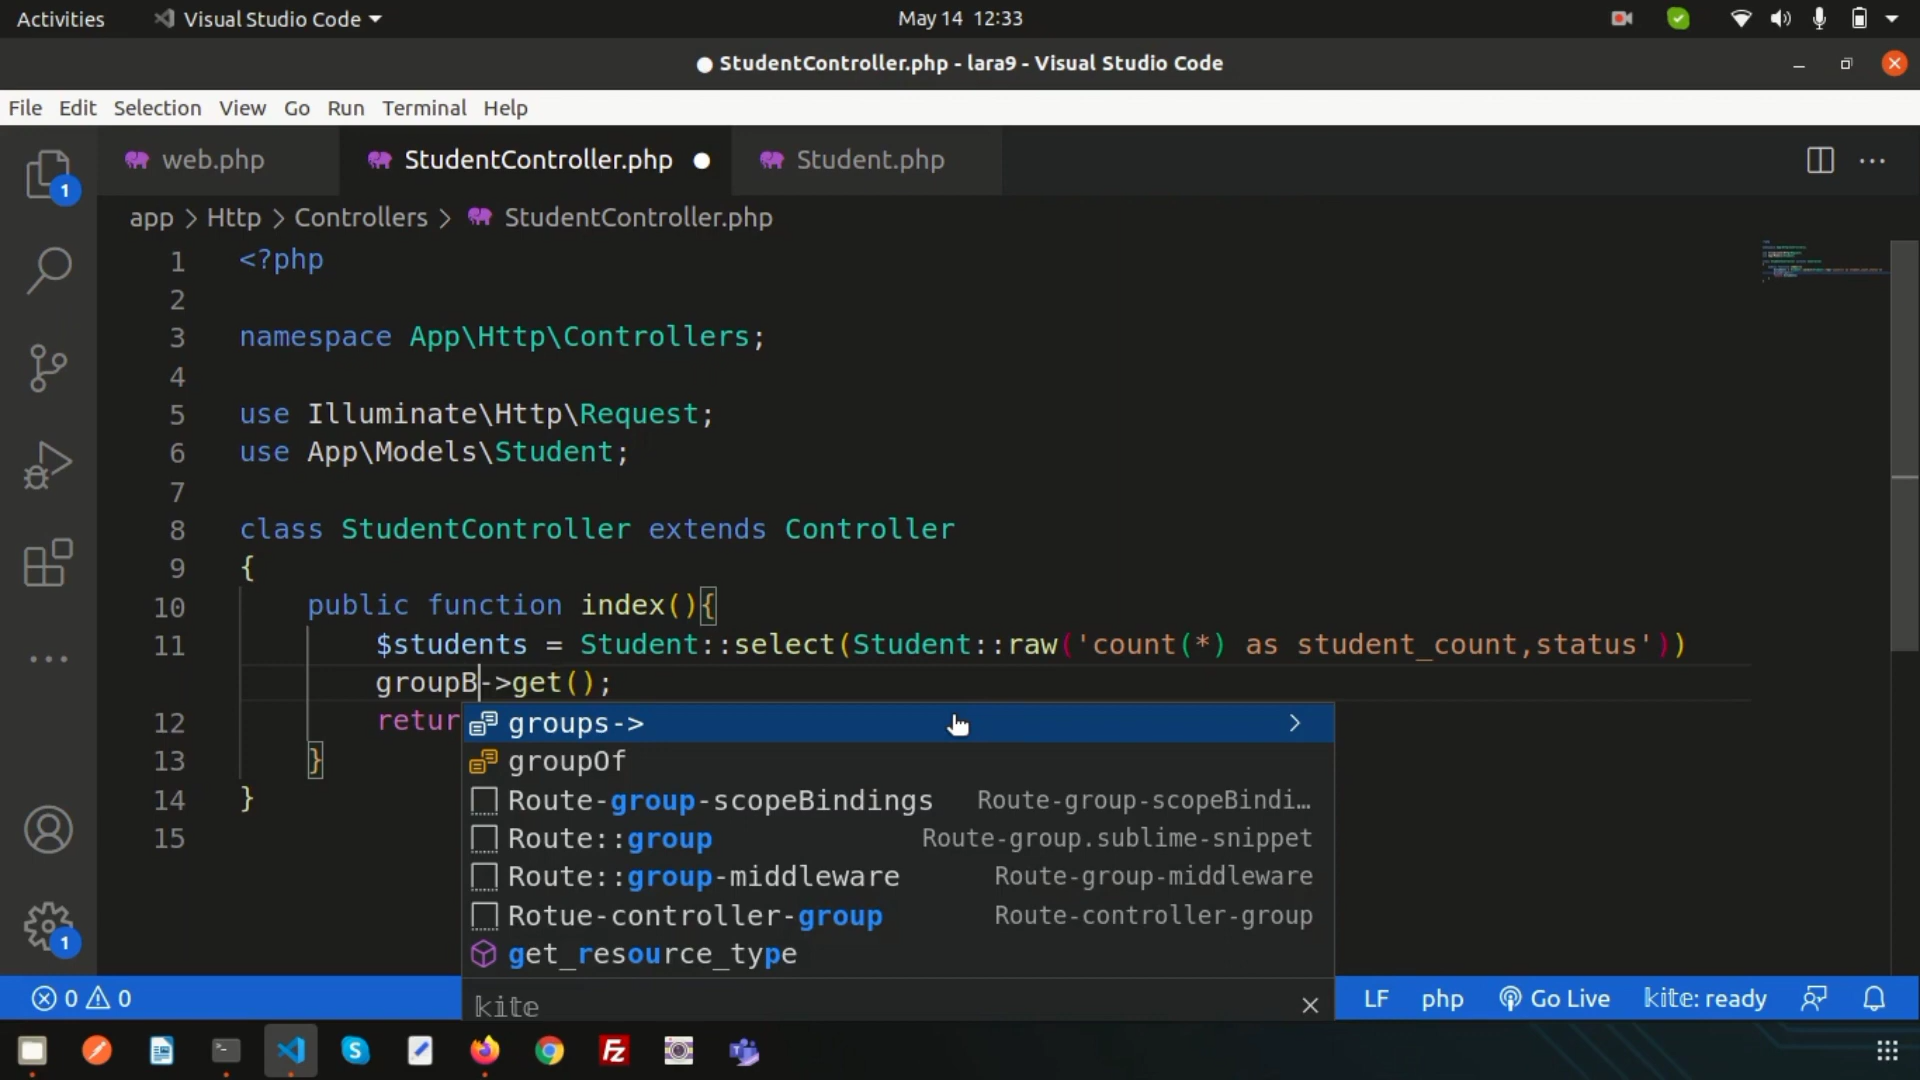 Activities Visual Studio Code May 14 12:33
StudentController.php - lara9 - Visual Studio Code
File Edit Selection View Go Run Terminal Help
web.php StudentController.php Student.php
app > Http > Controllers > StudentController.php
1 <?php
2
3 namespace App\Http\Controllers;
4
5 use Illuminate\Http\Request;
6 use App\Models\Student;
7
8 class StudentController extends Controller
9 {
10 public function index(){
11 $students = Student::select(Student::raw('count(*) as student_count,status'))
groupB->get();
12 retur
13 }
14 }
15
groups->
groupOf
Route-group-scopeBindings Route-group-scopeBindi…
Route::group Route-group.sublime-snippet
Route::group-middleware Route-group-middleware
Rotue-controller-group Route-controller-group
get_resource_type
kite
1
1
0 0 LF php Go Live kite: ready